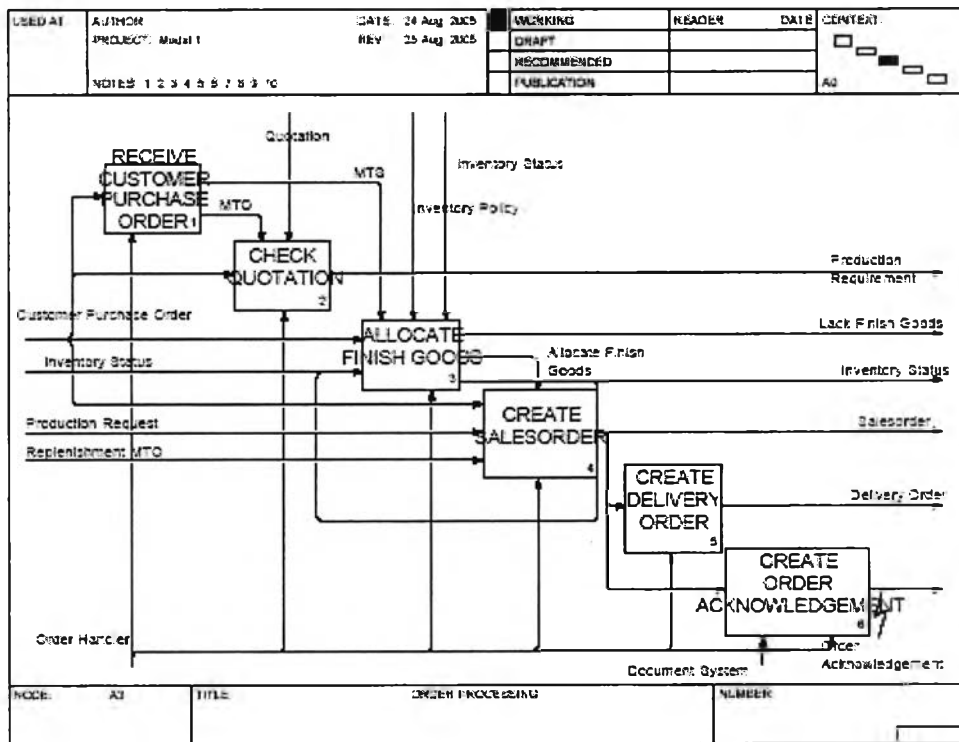 USED AT:
AUTHOR
DATE: 24 Aug 2005
WORKING
READER
DATE
CONTEXT:
PROJECT: Modal 1
REV: 25 Aug 2005
DRAFT
RECOMMENDED
NOTES: 1 2 3 4 5 6 7 8 9 10
PUBLICATION
A0
Quotation
RECEIVE
CUSTOMER
PURCHASE
ORDER 1
MTS
MTO
Inventory Status
Inventory Policy
CHECK
QUOTATION
2
Production
Requirement
Customer Purchase Order
ALLOCATE
FINISH GOODS
3
Lack Finish Goods
Inventory Status
Allocate Finish
Goods
Inventory Status
CREATE
SALESORDER
4
Production Request
Replenishment MTO
Salesorder,
CREATE
DELIVERY
ORDER
5
Delivery Order
CREATE
ORDER
ACKNOWLEDGEMENT
6
Order Handler
Document System
Order
Acknowledgement
NODE:
TITLE:
ORDER PROCESSING
NUMBER: